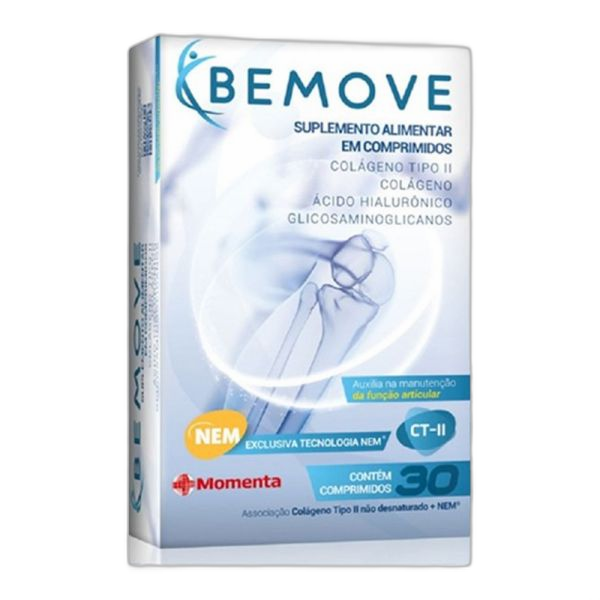 BEMOVE
SUPLEMENTO ALIMENTAR
EM COMPRIMIDOS
COLÁGENO TIPO II
COLÁGENO
ÁCIDO HIALURÔNICO
GLICOSAMINOGLICANOS
Auxilia na manutenção
da função articular
NEM
EXCLUSIVA TECNOLOGIA NEM®
CT-II
Momenta
CONTÉM
COMPRIMIDOS
30
Associação Colágeno Tipo II não desnaturado + NEM®
BEMOVE